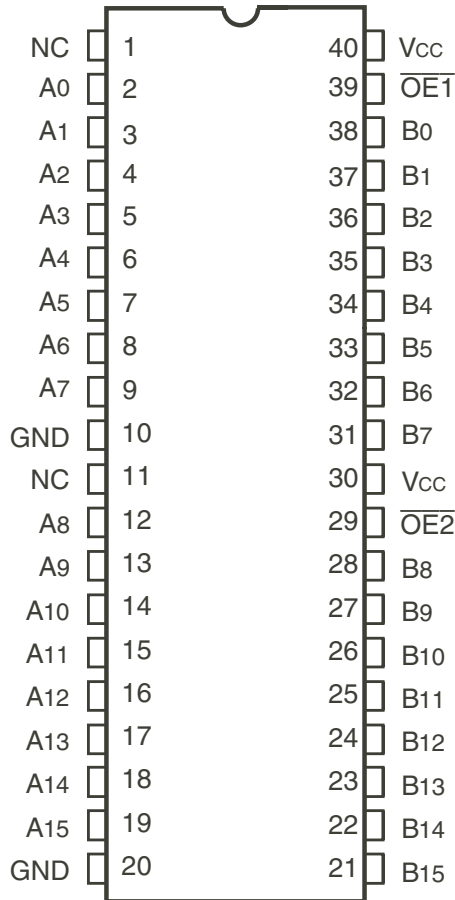 NC 1 40 VCC
A0 2 39 OE1
A1 3 38 B0
A2 4 37 B1
A3 5 36 B2
A4 6 35 B3
A5 7 34 B4
A6 8 33 B5
A7 9 32 B6
GND 10 31 B7
NC 11 30 VCC
A8 12 29 OE2
A9 13 28 B8
A10 14 27 B9
A11 15 26 B10
A12 16 25 B11
A13 17 24 B12
A14 18 23 B13
A15 19 22 B14
GND 20 21 B15